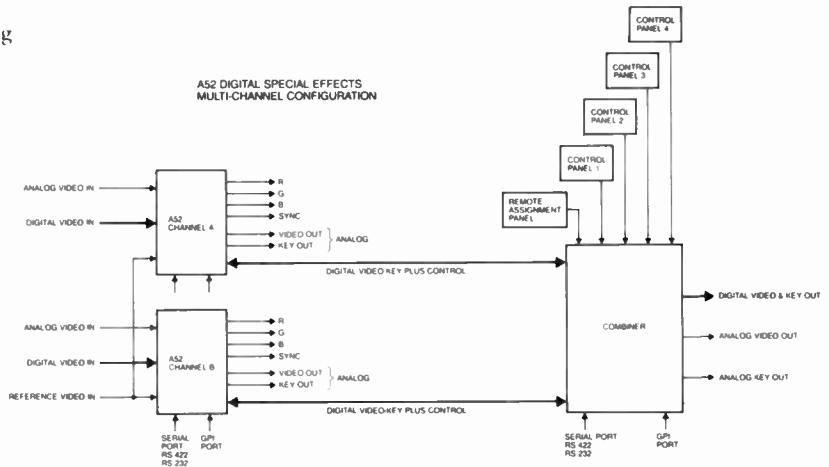 g
A52 DIGITAL SPECIAL EFFECTS
MULTI-CHANNEL CONFIGURATION
CONTROL
PANEL 4
CONTROL
PANEL 3
CONTROL
PANEL 2
CONTROL
PANEL 1
REMOTE
ASSIGNMENT
PANEL
ANALOG VIDEO IN
DIGITAL VIDEO IN
A52
CHANNEL A
R
G
B
SYNC
VIDEO OUT
KEY OUT
ANALOG
DIGITAL VIDEO-KEY PLUS CONTROL
ANALOG VIDEO IN
DIGITAL VIDEO IN
REFERENCE VIDEO IN
A52
CHANNEL B
R
G
B
SYNC
VIDEO OUT
KEY OUT
ANALOG
DIGITAL VIDEO-KEY PLUS CONTROL
SERIAL
PORT
RS 422
RS 232
GPI
PORT
COMBINER
DIGITAL VIDEO & KEY OUT
ANALOG VIDEO OUT
ANALOG KEY OUT
SERIAL PORT
RS 422
RS 232
GPI
PORT